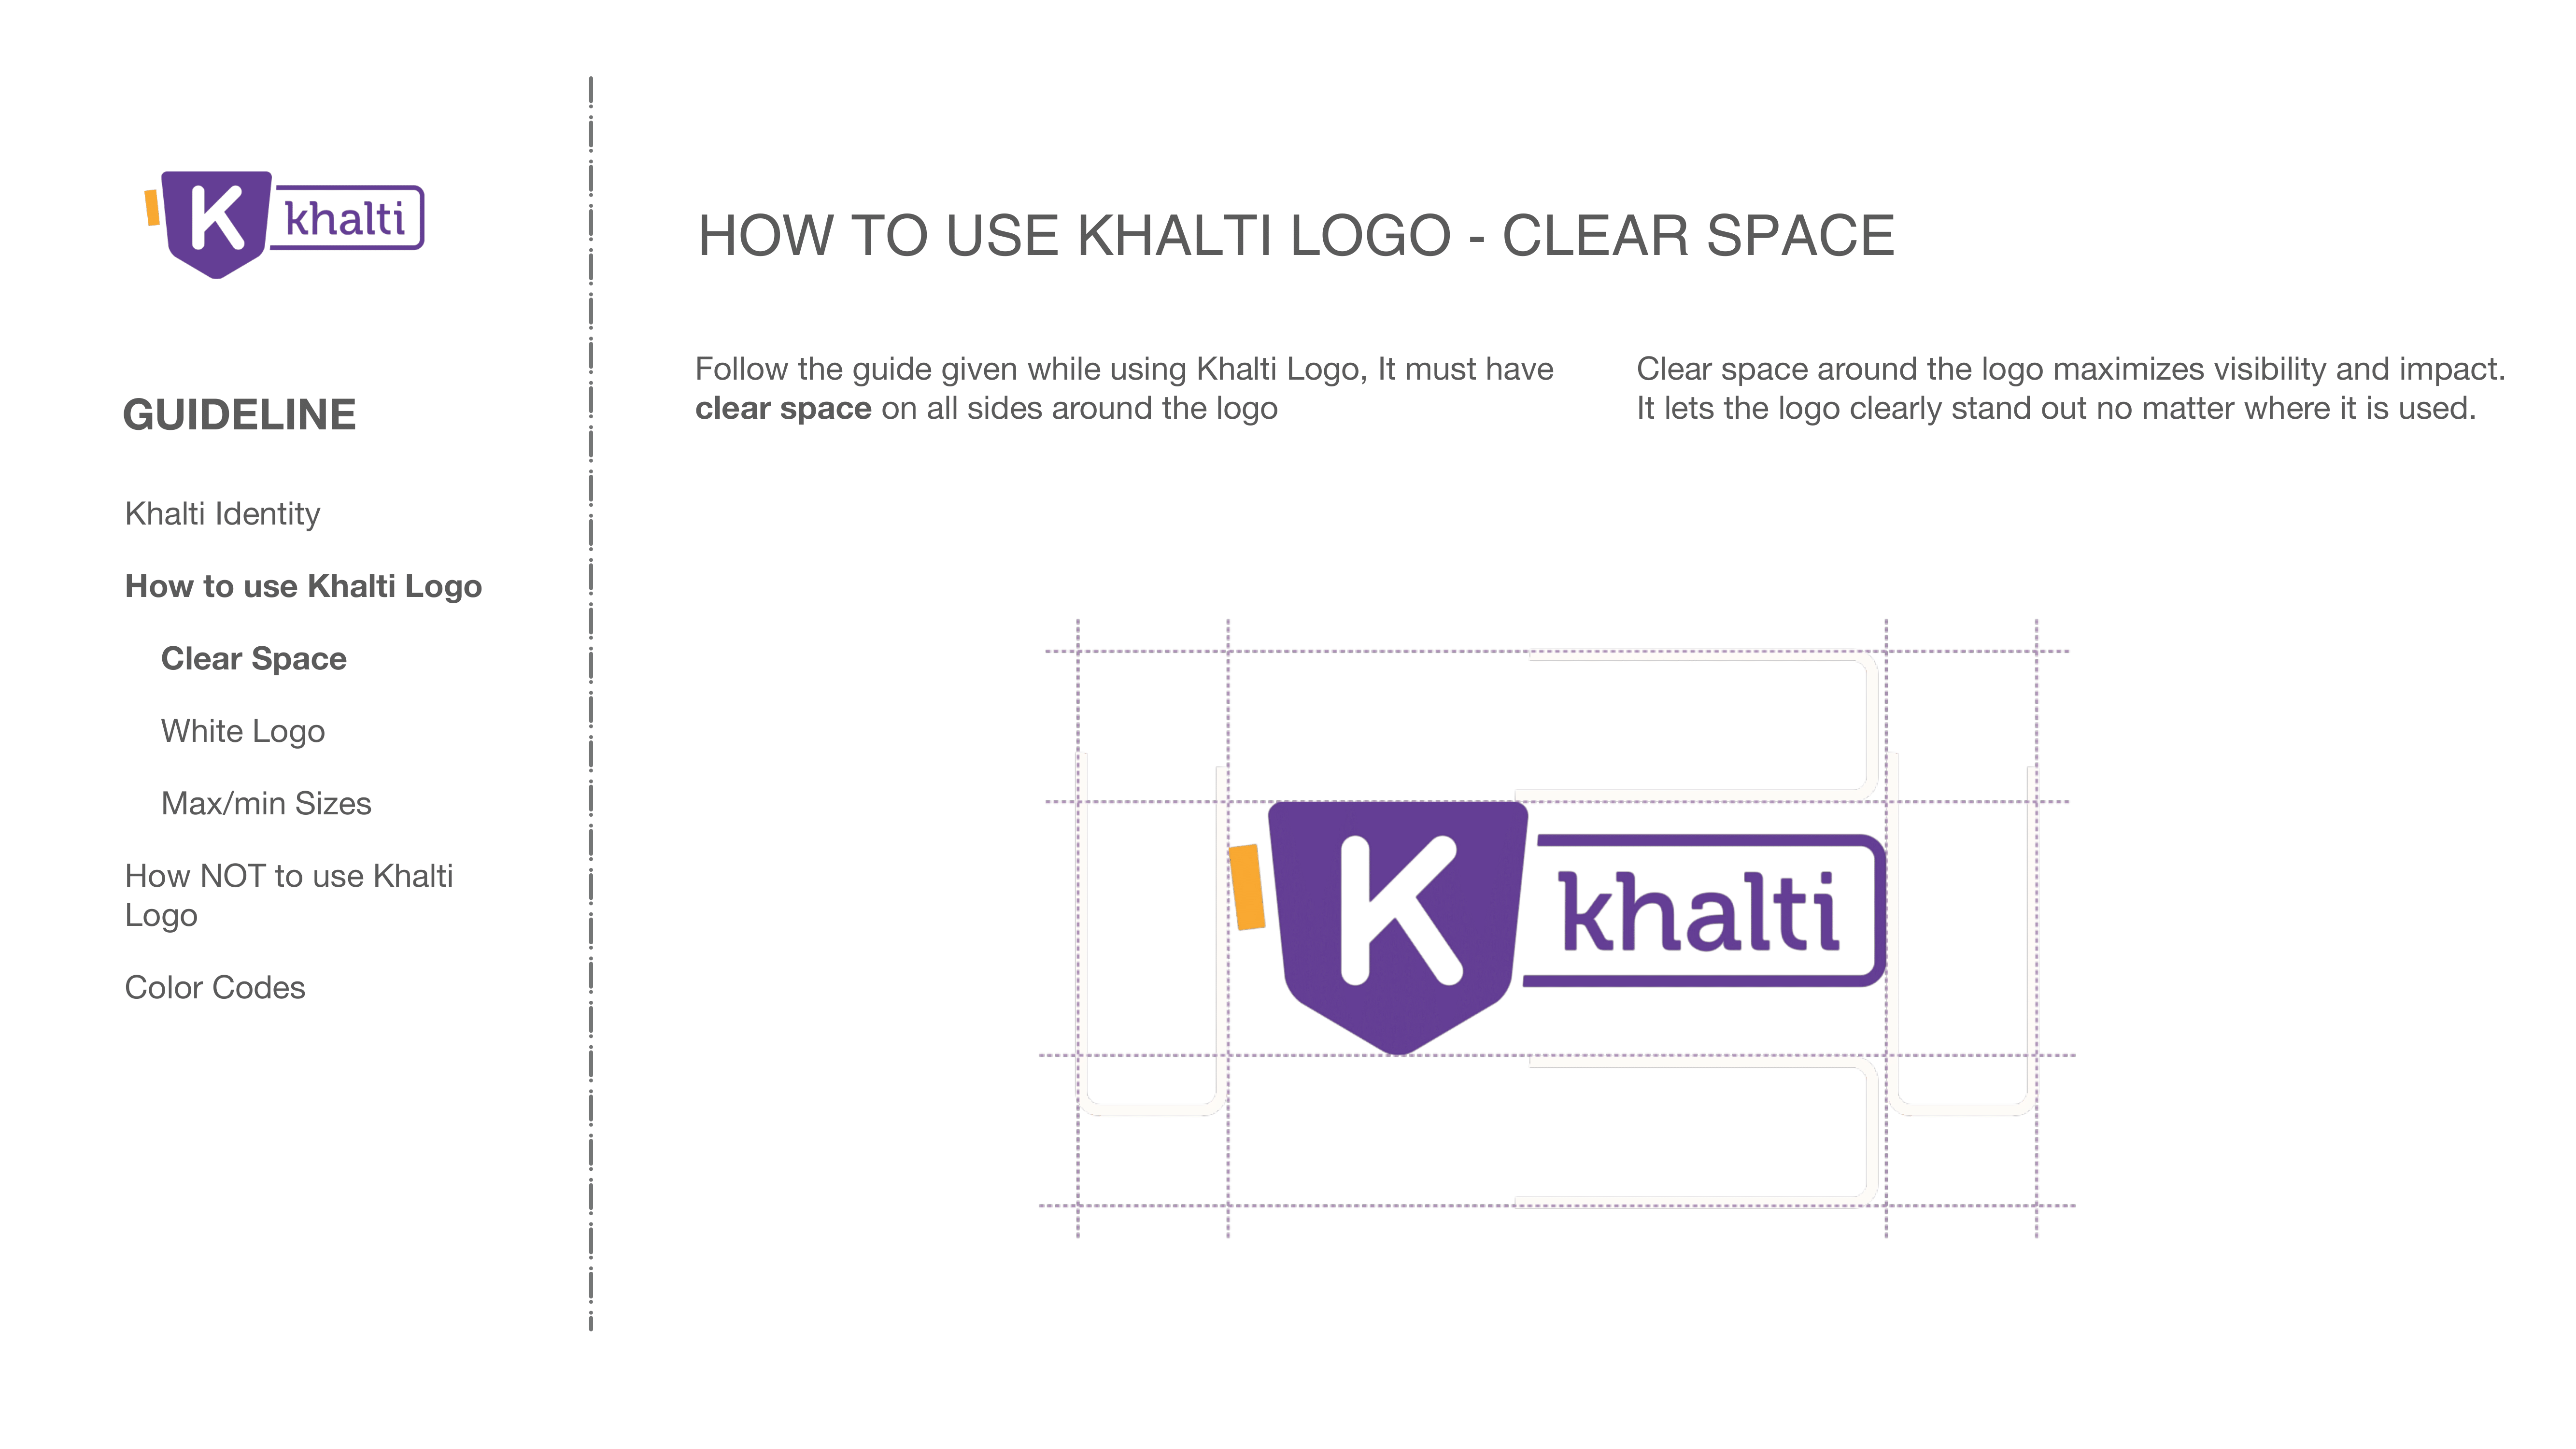 K khalti
GUIDELINE
Khalti Identity
How to use Khalti Logo
Clear Space
White Logo
Max/min Sizes
How NOT to use Khalti
Logo
Color Codes
HOW TO USE KHALTI LOGO - CLEAR SPACE
Follow the guide given while using Khalti Logo, It must have
clear space on all sides around the logo
Clear space around the logo maximizes visibility and impact.
It lets the logo clearly stand out no matter where it is used.
K khalti